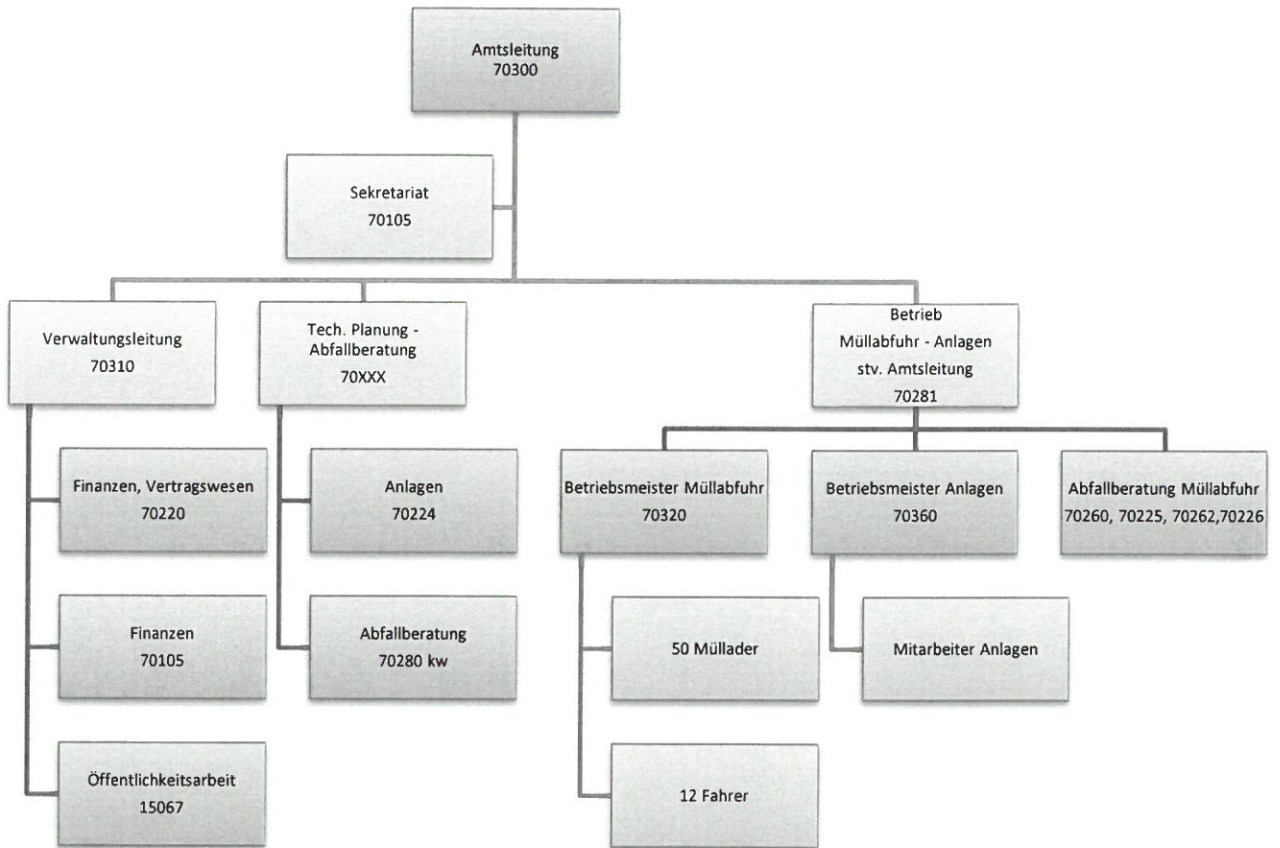 Amtsleitung
70300
Sekretariat
70105
Verwaltungsleitung
70310
Tech. Planung -
Abfallberatung
70XXX
Betrieb
Müllabfuhr - Anlagen
stv. Amtsleitung
70281
Finanzen, Vertragswesen
70220
Anlagen
70224
Betriebsmeister Müllabfuhr
70320
Betriebsmeister Anlagen
70360
Abfallberatung Müllabfuhr
70260, 70225, 70262,70226
Finanzen
70105
Abfallberatung
70280 kw
50 Müllader
Mitarbeiter Anlagen
Öffentlichkeitsarbeit
15067
12 Fahrer